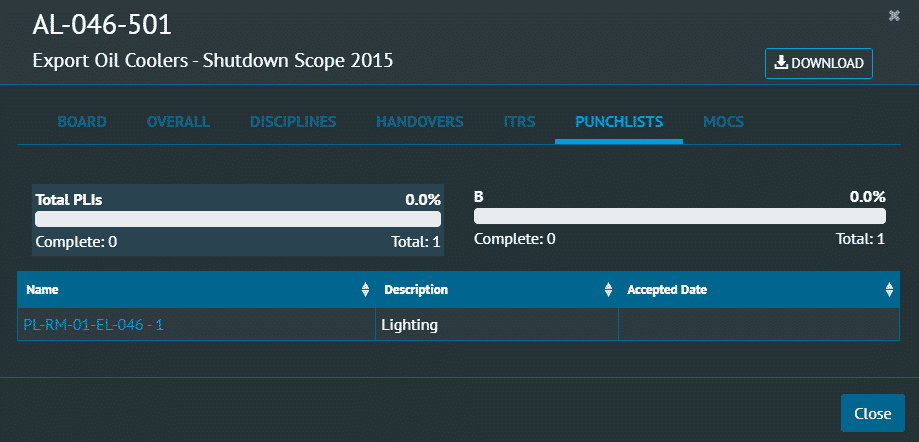 AL-046-501
Export Oil Coolers - Shutdown Scope 2015
DOWNLOAD
BOARD OVERALL DISCIPLINES HANDOVERS ITRS PUNCHLISTS MOCS
Total PLIs 0.0%
Complete: 0 Total: 1
B 0.0%
Complete: 0 Total: 1
Name Description Accepted Date
PL-RM-01-EL-046 - 1 Lighting
Close